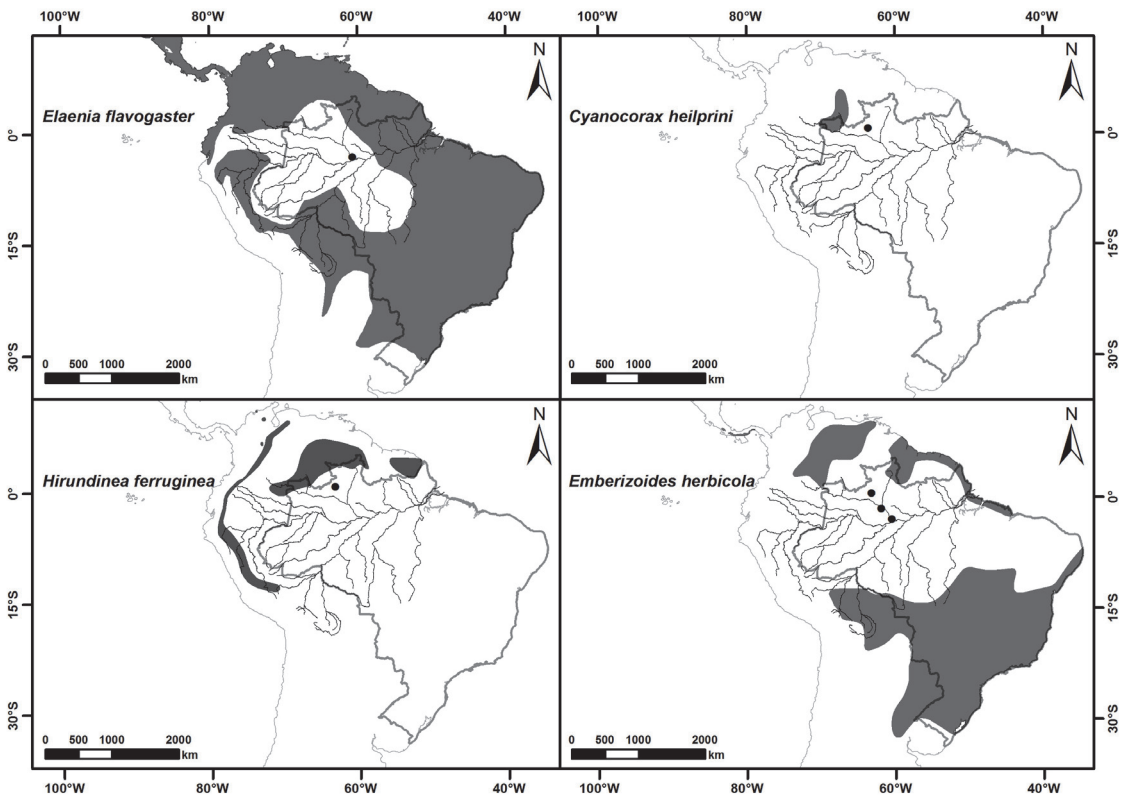 100°W 80°W 60°W 40°W 100°W 80°W 60°W 40°W
N
Elaenia flavogaster
0°
15°S
30°S
0 500 1000 2000
km
N
Cyanocorax heilprini
0°
15°S
30°S
0 500 1000 2000
km
N
Hirundinea ferruginea
0°
15°S
30°S
0 500 1000 2000
km
N
Emberizoides herbicola
0°
15°S
30°S
0 500 1000 2000
km
100°W 80°W 60°W 40°W 100°W 80°W 60°W 40°W